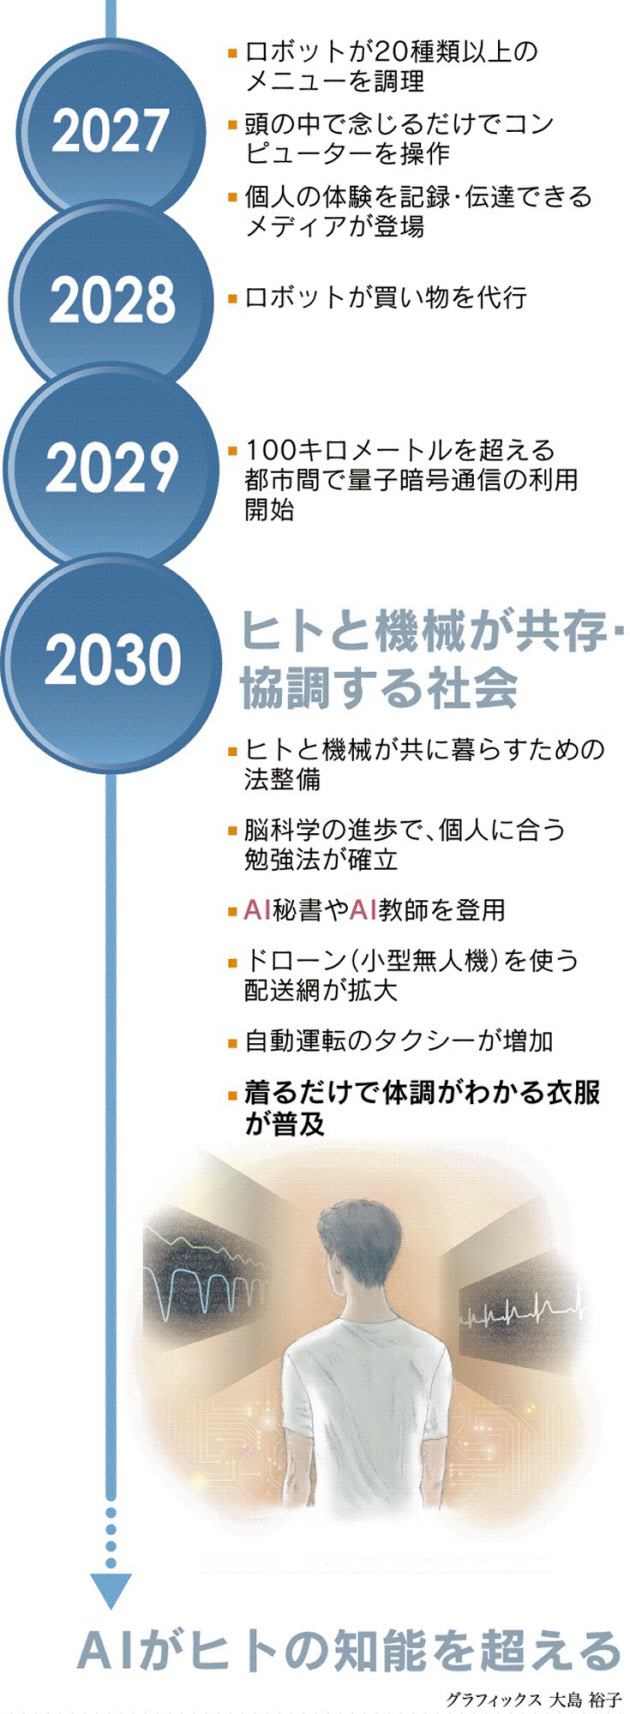 2027
ロボットが20種類以上の
メニューを調理
頭の中で念じるだけでコン
ピューターを操作
個人の体験を記録・伝達できる
メディアが登場
2028
ロボットが買い物を代行
2029
100キロメートルを超える
都市間で量子暗号通信の利用
開始
2030
ヒトと機械が共存・
協調する社会
ヒトと機械が共に暮らすための
法整備
脳科学の進歩で、個人に合う
勉強法が確立
AI秘書やAI教師を登用
ドローン(小型無人機)を使う
配送網が拡大
自動運転のタクシーが増加
着るだけで体調がわかる衣服
が普及
AIがヒトの知能を超える
グラフィックス 大島 裕子